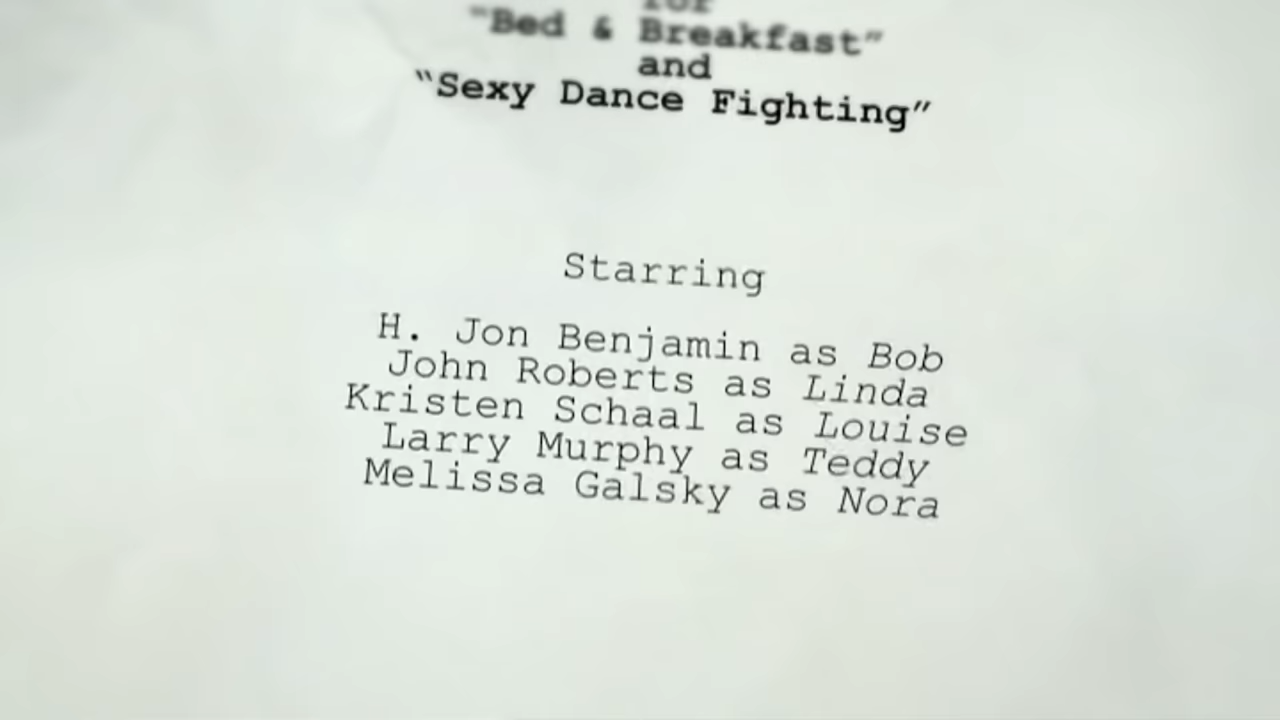 for
"Bed & Breakfast"
and
"Sexy Dance Fighting"
Starring
H. Jon Benjamin as Bob
John Roberts as Linda
Kristen Schaal as Louise
Larry Murphy as Teddy
Melissa Galsky as Nora